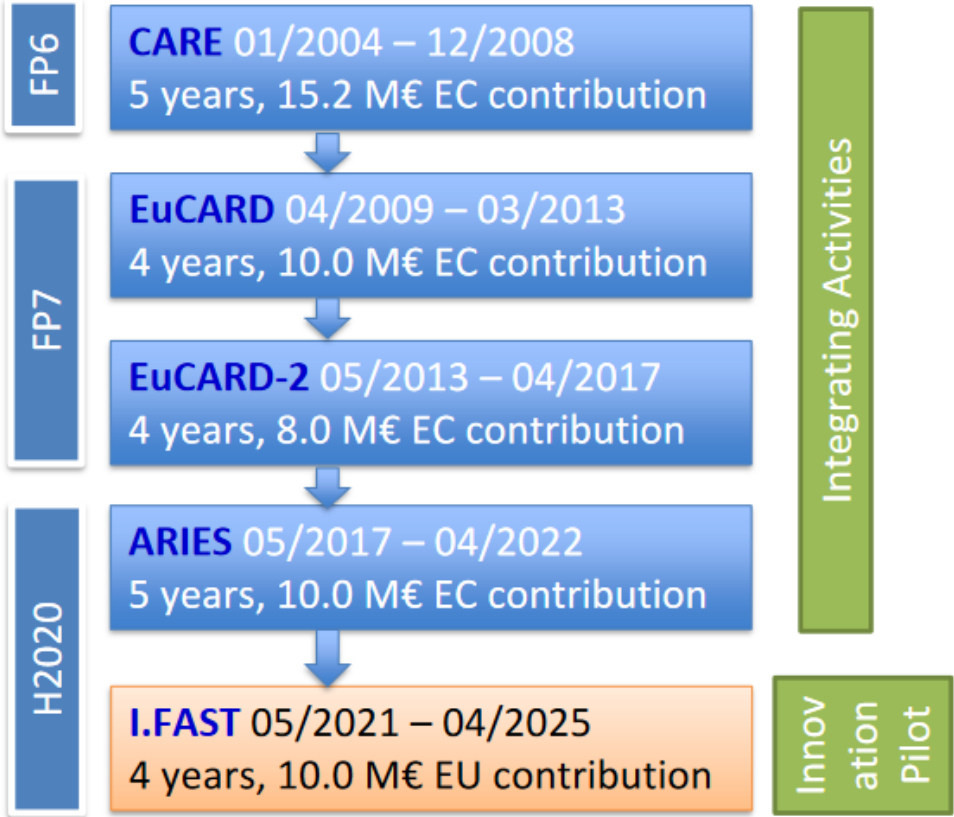 FP6
CARE 01/2004 – 12/2008
5 years, 15.2 M€ EC contribution
FP7
EuCARD 04/2009 – 03/2013
4 years, 10.0 M€ EC contribution
EuCARD-2 05/2013 – 04/2017
4 years, 8.0 M€ EC contribution
H2020
ARIES 05/2017 – 04/2022
5 years, 10.0 M€ EC contribution
I.FAST 05/2021 – 04/2025
4 years, 10.0 M€ EU contribution
Integrating Activities
Innov
ation
Pilot